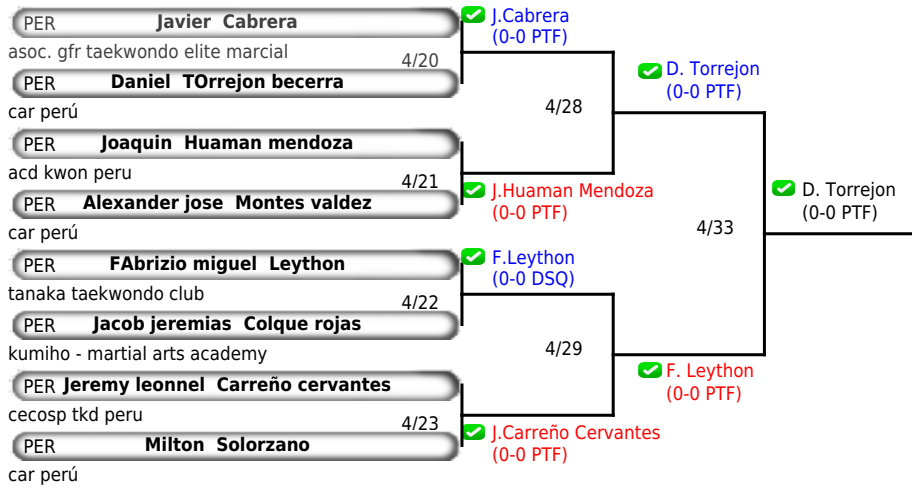 PER Javier Cabrera
asoc. gfr taekwondo elite marcial
4/20
PER Daniel TOrrejon becerra
car perú
J.Cabrera
(0-0 PTF)
4/28
PER Joaquin Huaman mendoza
acd kwon peru
4/21
PER Alexander jose Montes valdez
car perú
J.Huaman Mendoza
(0-0 PTF)
D. Torrejon
(0-0 PTF)
4/33
D. Torrejon
(0-0 PTF)
PER FAbrizio miguel Leython
tanaka taekwondo club
4/22
PER Jacob jeremias Colque rojas
kumiho - martial arts academy
F.Leython
(0-0 DSQ)
4/29
PER Jeremy leonnel Carreño cervantes
cecosp tkd peru
4/23
PER Milton Solorzano
car perú
J.Carreño Cervantes
(0-0 PTF)
F. Leython
(0-0 PTF)